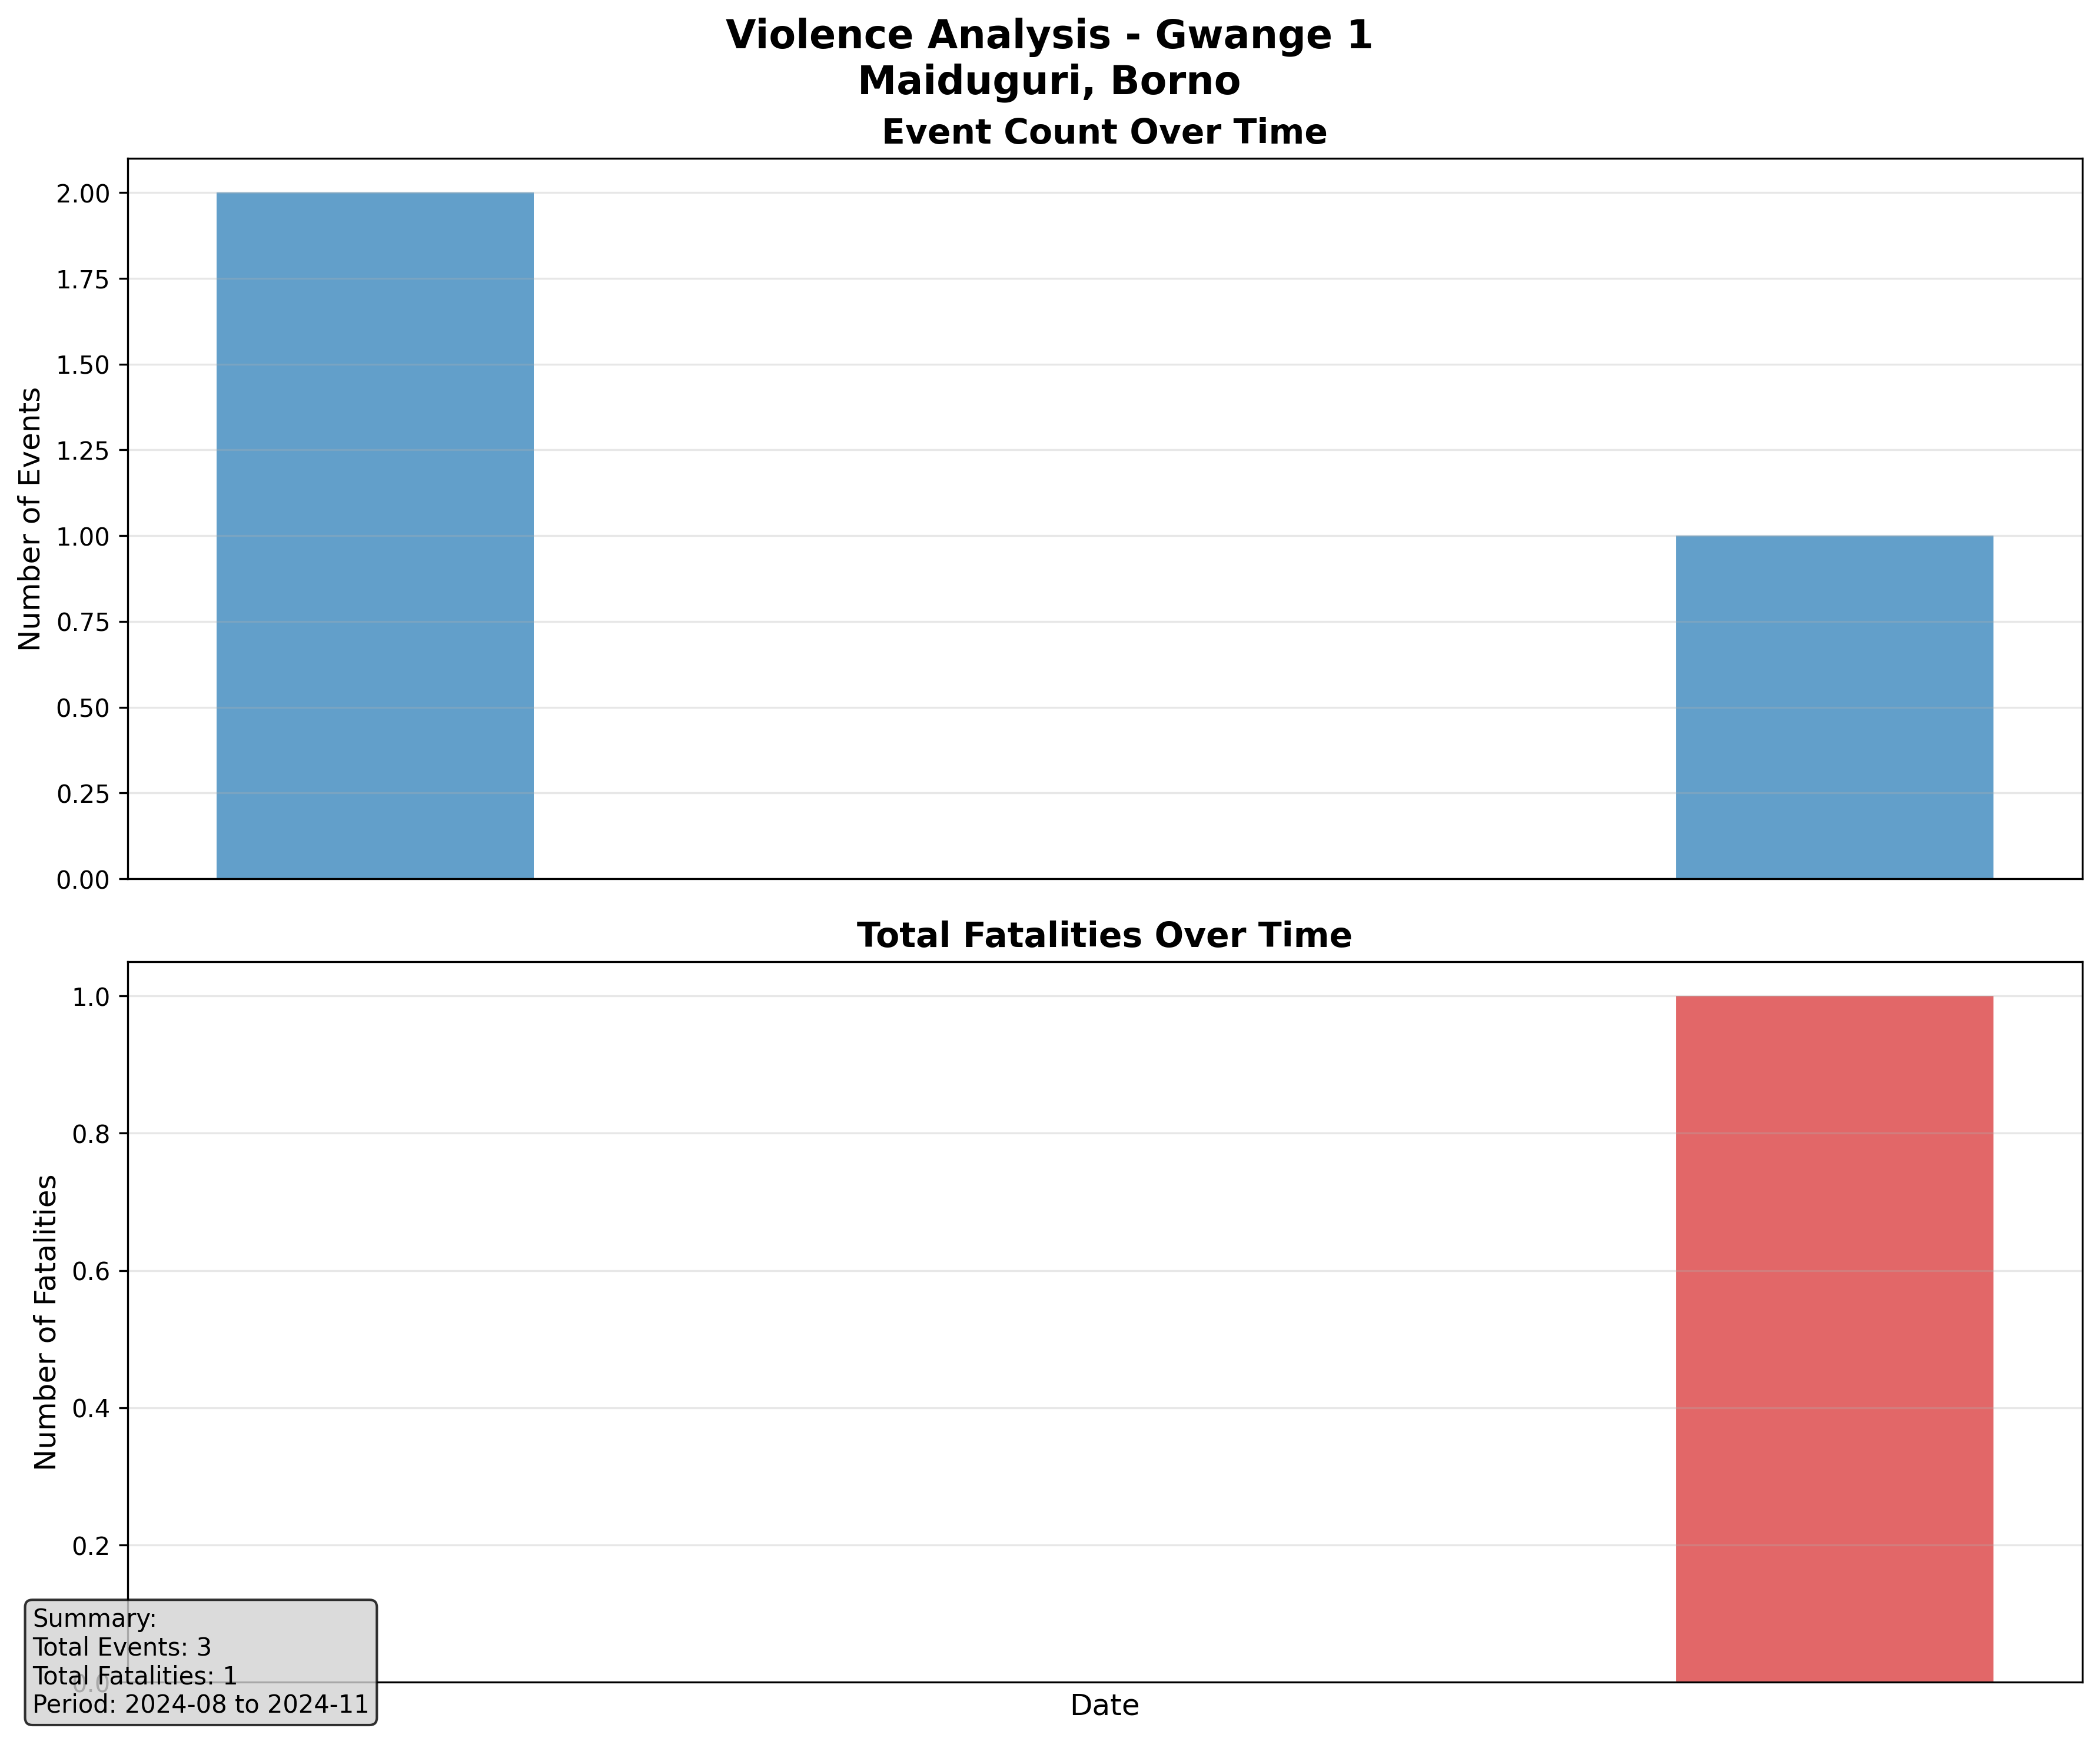 Violence Analysis - Gwange 1
Maiduguri, Borno
Event Count Over Time
2.00
1.75
1.50
1.25
1.00
0.75
0.50
0.25
0.00
Number of Events
Total Fatalities Over Time
1.0
0.8
0.6
0.4
0.2
0.0
Number of Fatalities
Summary:
Total Events: 3
Total Fatalities: 1
Period: 2024-08 to 2024-11
Date